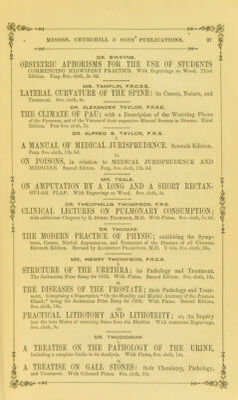 MESSRS. CHURCHILL & SONS' PUBLICATIONS. 27
DR. SWAYNE.
OBSTETRIC APHORISMS FOR THE USE OF STUDENTS
COMMENCING MIDWIFERY PRACTICE. With Engravings on Wood. Third
Edition. Fcap. 8vo. cloth, 3s. 6d.
MR. TAMPLIN, F.R.C.S.E.
LATERAL CURVATURE OF THE SPINE: its Causes, Nature, and
Treatment. 8vo. cloth, 4s.
DR. ALEXANDER TAYLOR, F.R.S.E.
THE CLIMATE OF PAU; with a Description of the Watering Places
of the Pyrenees, and of the Virtues of their respective Mineral Sources in Disease. Third
Edition. Post 8vo. cloth, 7s.
DR. ALFRED S. TAYLOR, F.R.S.
I.
A MANUAL OF MEDICAL JURISPRUDENCE. Seventh Edition.
Fcap. 8vo. cloth, 12s. 6d.
II.
ON POISONS, in relation to MEDICAL JURISPRUDENCE AND
MEDICINE. Second Edition. Fcap. 8vo. cloth, 12s. 6d.
MR. TEALE.
ON AMPUTATION BY A LONG AND A SHORT RECTAN-
GULAR FLAP. With Engravings on Wood. 8vo. cloth, 5s.
DR. THEOPHILUS THOMPSON, F.R.S.
CLINICAL LECTURES ON PULMONARY CONSUMPTION;
with additional Chapters by E. SYMES THOMPSON, M.D. With Plates. 8vo. cloth, 7s. 6d.
DR. THOMAS.
THE MODERN PRACTICE OF PHYSIC; exhibiting the Symp-
toms, Causes, Morbid Appearances, and Treatment of the Diseases of all Climates.
Eleventh Edition. Revised by ALGERNON FRAMPTON, M.D. 2 vols. 8vo. cloth, 28s.
MR. HENRY THOMPSON, F.R.C.S.
I.
STRICTURE OF THE URETHRA; its Pathology and Treatment.
The Jacksonian Prize Essay for 1852. With Plates. Second Edition. 8vo. cloth, 10s.
II.
THE DISEASES OF THE PROSTATE; their Pathology and Treat-
ment. Comprising a Dissertation "On the Healthy and Morbid Anatomy of the Prostate
Gland," being the Jacksonian Prize Essay for 1860. With Plates. Second Edition.
8vo. cloth, 10s.
III.
PRACTICAL LITHOTOMY AND LITHOTRITY; or, An Inquiry
into the best Modes of removing Stone from the Bladder. With numerous Engravings,
8vo. cloth, 9s.
DR. THUDICHUM.
I.
A TREATISE ON THE PATHOLOGY OF THE URINE,
Including a complete Guide to its Analysis. With Plates, 8vo. cloth, 14s.
II.
A TREATISE ON GALL STONES: their Chemistry, Pathology,
and Treatment. With Coloured Plates. 8vo. cloth, 10s.